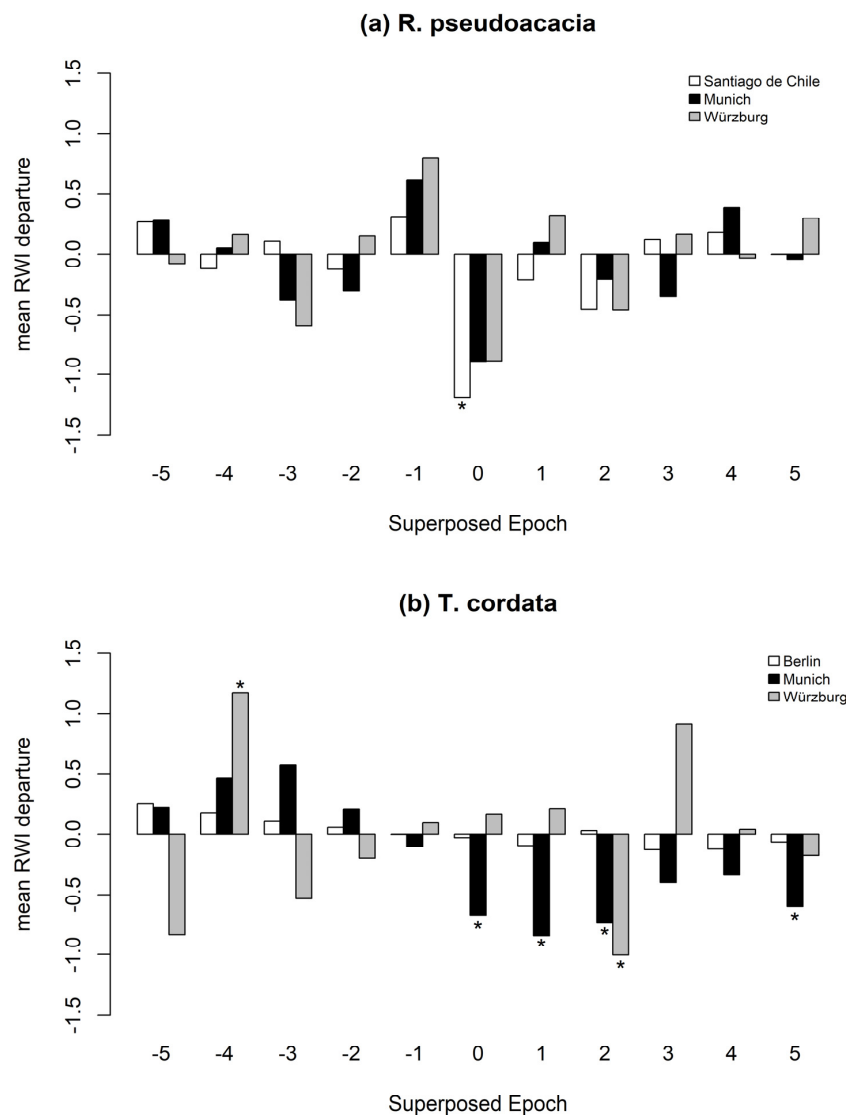 (a) R. pseudoacacia
Santiago de Chile
Munich
Würzburg
mean RWI departure
1.5
1.0
0.5
0.0
-0.5
-1.0
-1.5
*
-5 -4 -3 -2 -1 0 1 2 3 4 5
Superposed Epoch
(b) T. cordata
Berlin
Munich
Würzburg
mean RWI departure
1.5
1.0
0.5
0.0
-0.5
-1.0
-1.5
*
* * * * *
-5 -4 -3 -2 -1 0 1 2 3 4 5
Superposed Epoch